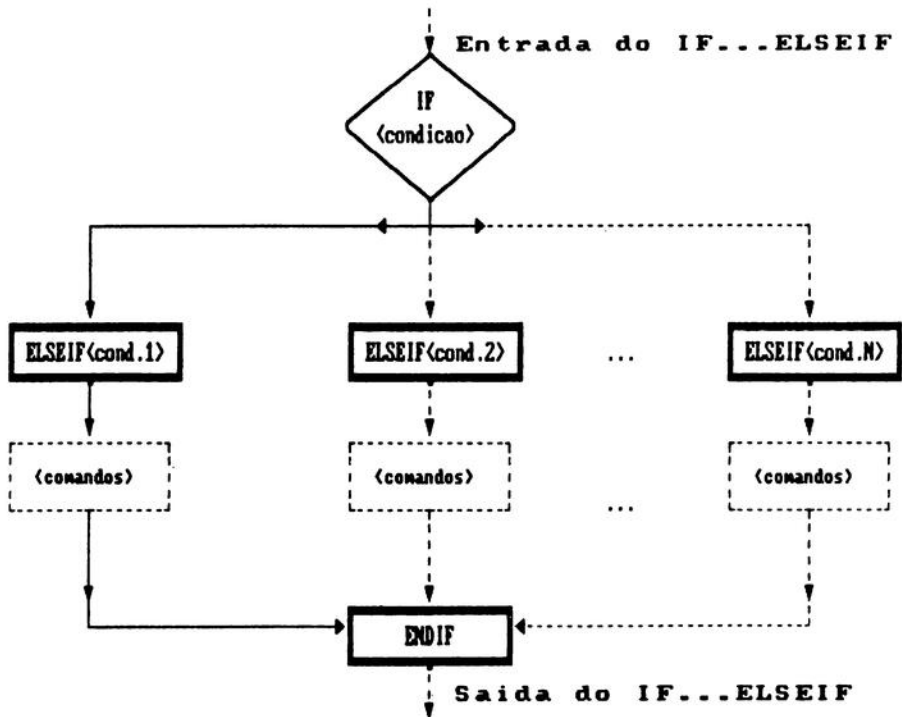 Entrada do IF...ELSEIF
IF
<condicao>
ELSEIF<cond.1>
ELSEIF<cond.2>
...
ELSEIF<cond.N>
<comandos>
<comandos>
...
<comandos>
ENDIF
Saida do IF...ELSEIF